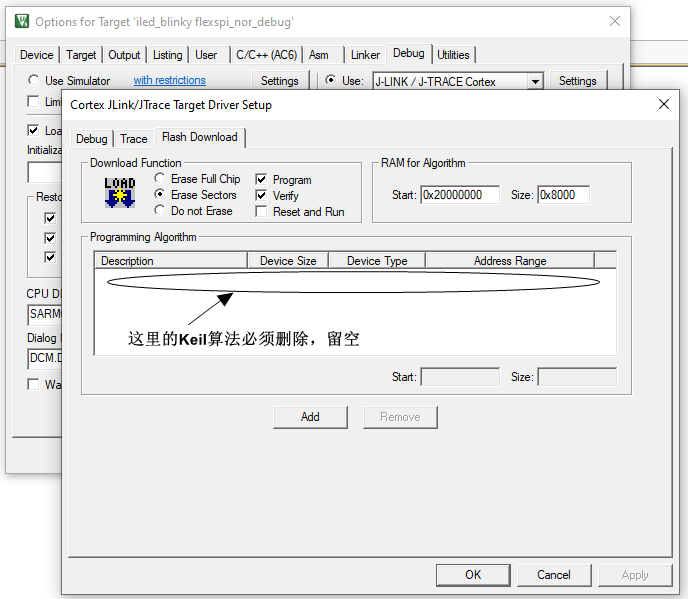 Options for Target 'iled_blinky flexspi_nor_debug'
Device Target Output Listing User C/C++ (AC6) Asm Linker Debug Utilities
Use Simulator with restrictions Settings Use: J-LINK / J-TRACE Cortex Settings
Limi
Loa
Initializa
Resto
CPU D
SARM
Dialog
DCM.D
Wa
Cortex JLink/JTrace Target Driver Setup
Debug Trace Flash Download
Download Function
LOAD
Erase Full Chip
Erase Sectors
Do not Erase
Program
Verify
Reset and Run
RAM for Algorithm
Start: 0x20000000 Size: 0x8000
Programming Algorithm
Description Device Size Device Type Address Range
这里的Keil算法必须删除，留空
Start: Size:
Add Remove
OK Cancel Apply